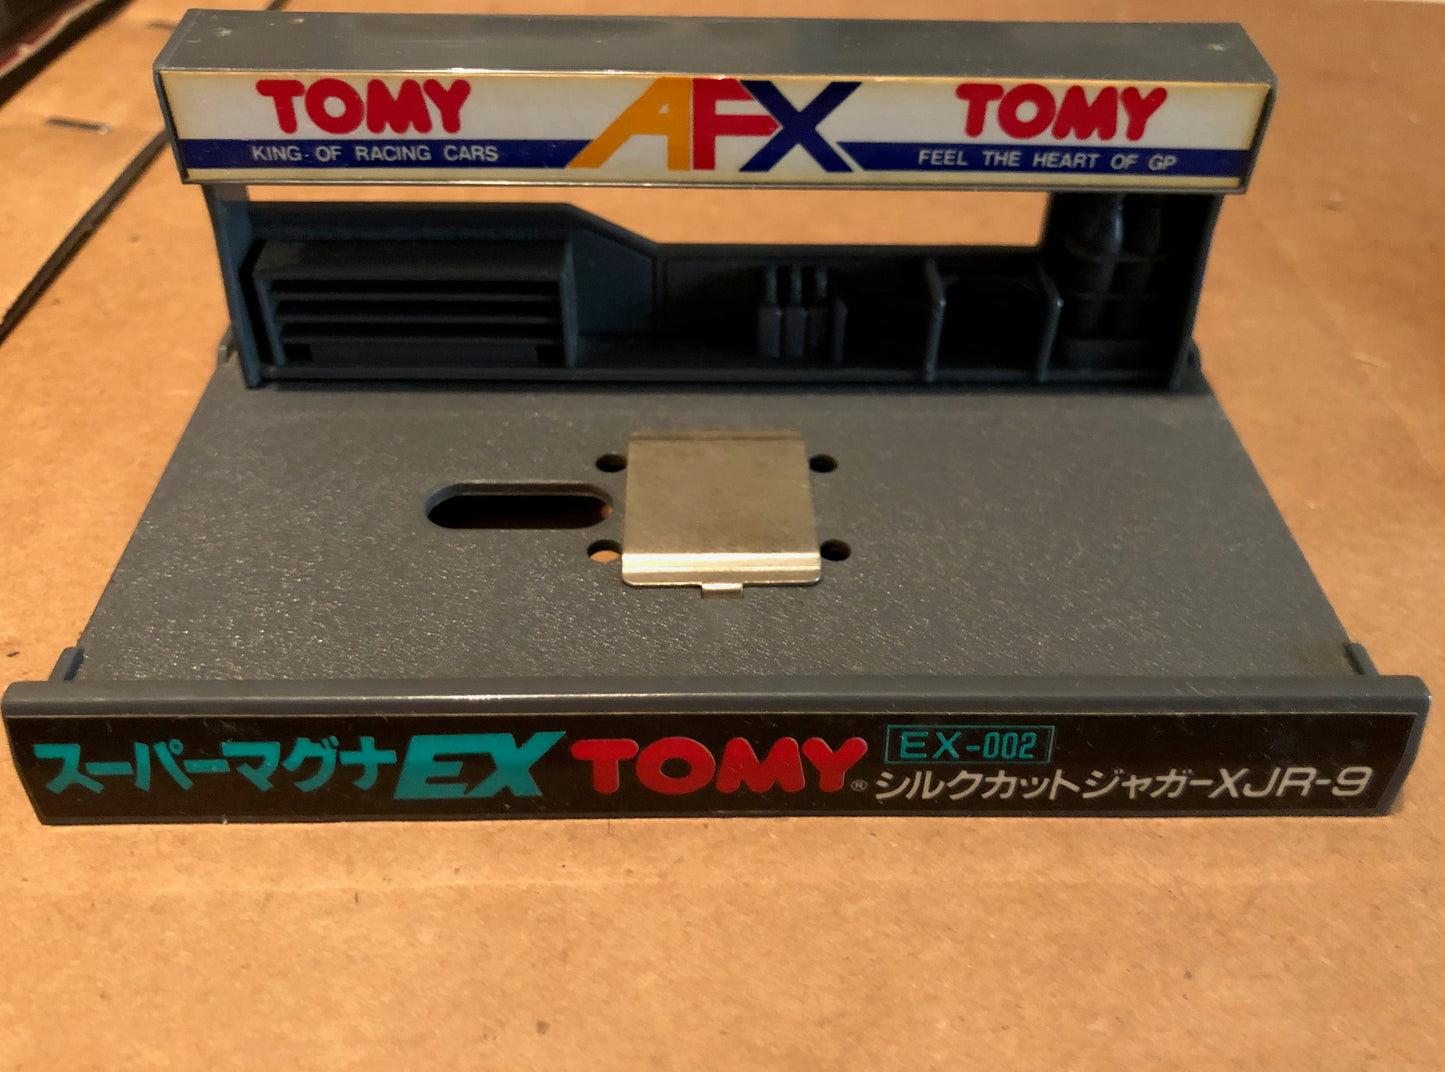 TOMY AFX TOMY
KING OF RACING CARS FEEL THE HEART OF GP
スーパーマグナEX TOMY® EX-002
シルクカットジャガーXJR-9